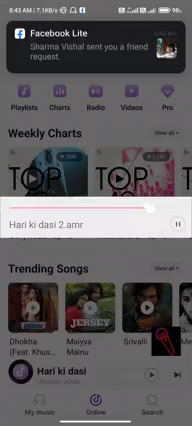 8:43 AM | 7.1KB/s
98%
Facebook Lite
Sharma Vishal sent you a friend
request.
Playlists
Charts
Radio
Videos
Pro
Weekly Charts
View all
TOP
TOP
Hari ki dasi 2.amr
Trending Songs
View all
JERSEY
Dhokha
(Feat. Khus...
Maiyya
Mainu
Srivalli
Hari ki dasi
My music
Online
Search